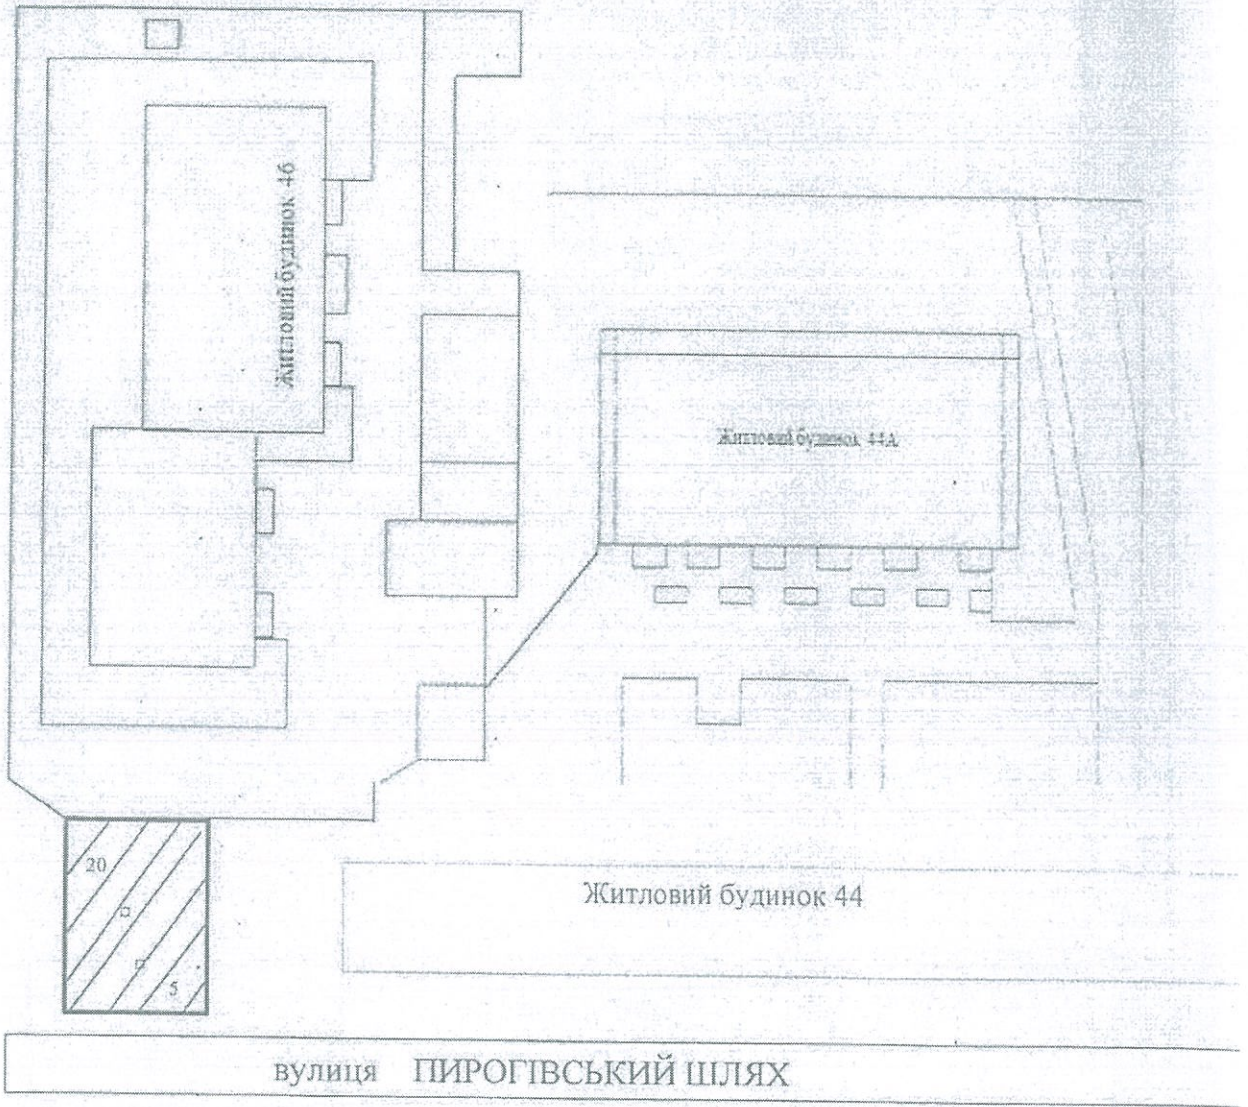 Житловий будинок 46
Житловий будинок 44А
20
Житловий будинок 44
5
вулиця ПИРОГІВСЬКИЙ ШЛЯХ